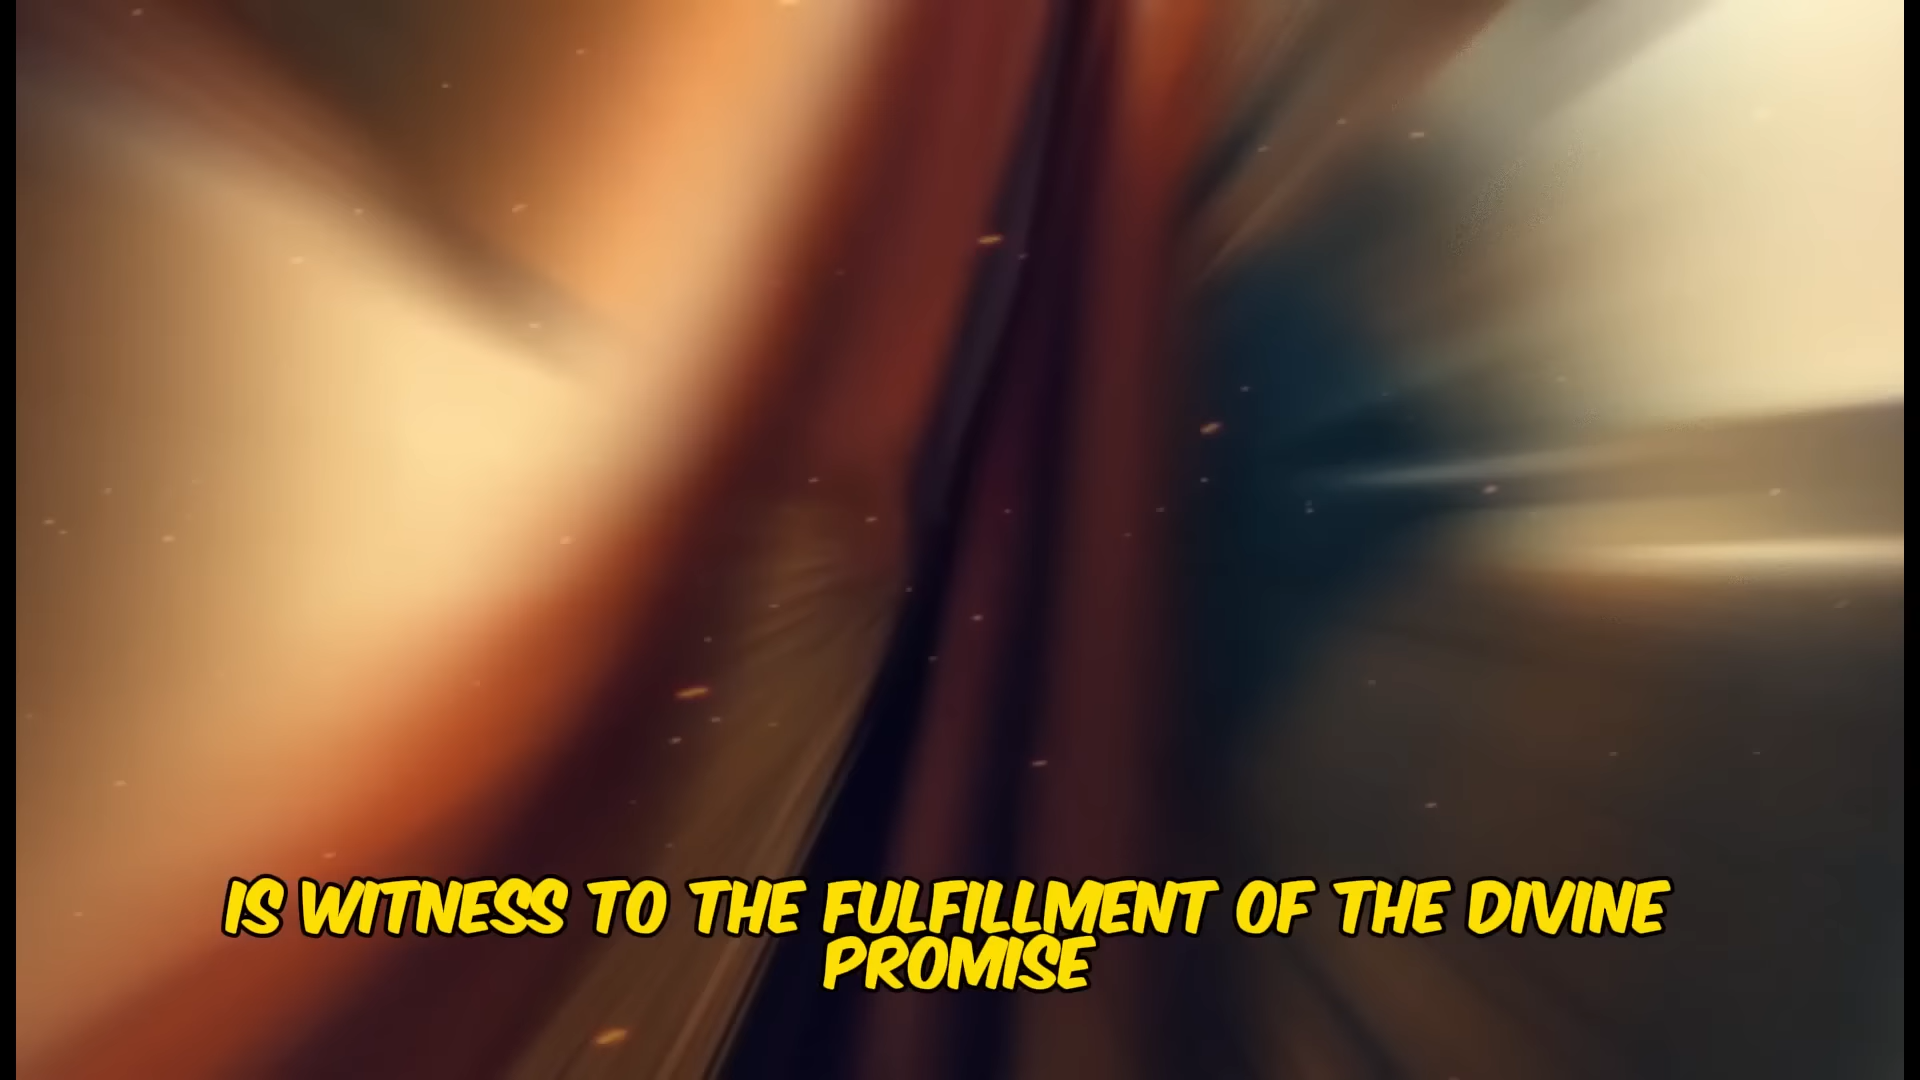 IS WITNESS TO THE FULFILLMENT OF THE DIVINE
PROMISE